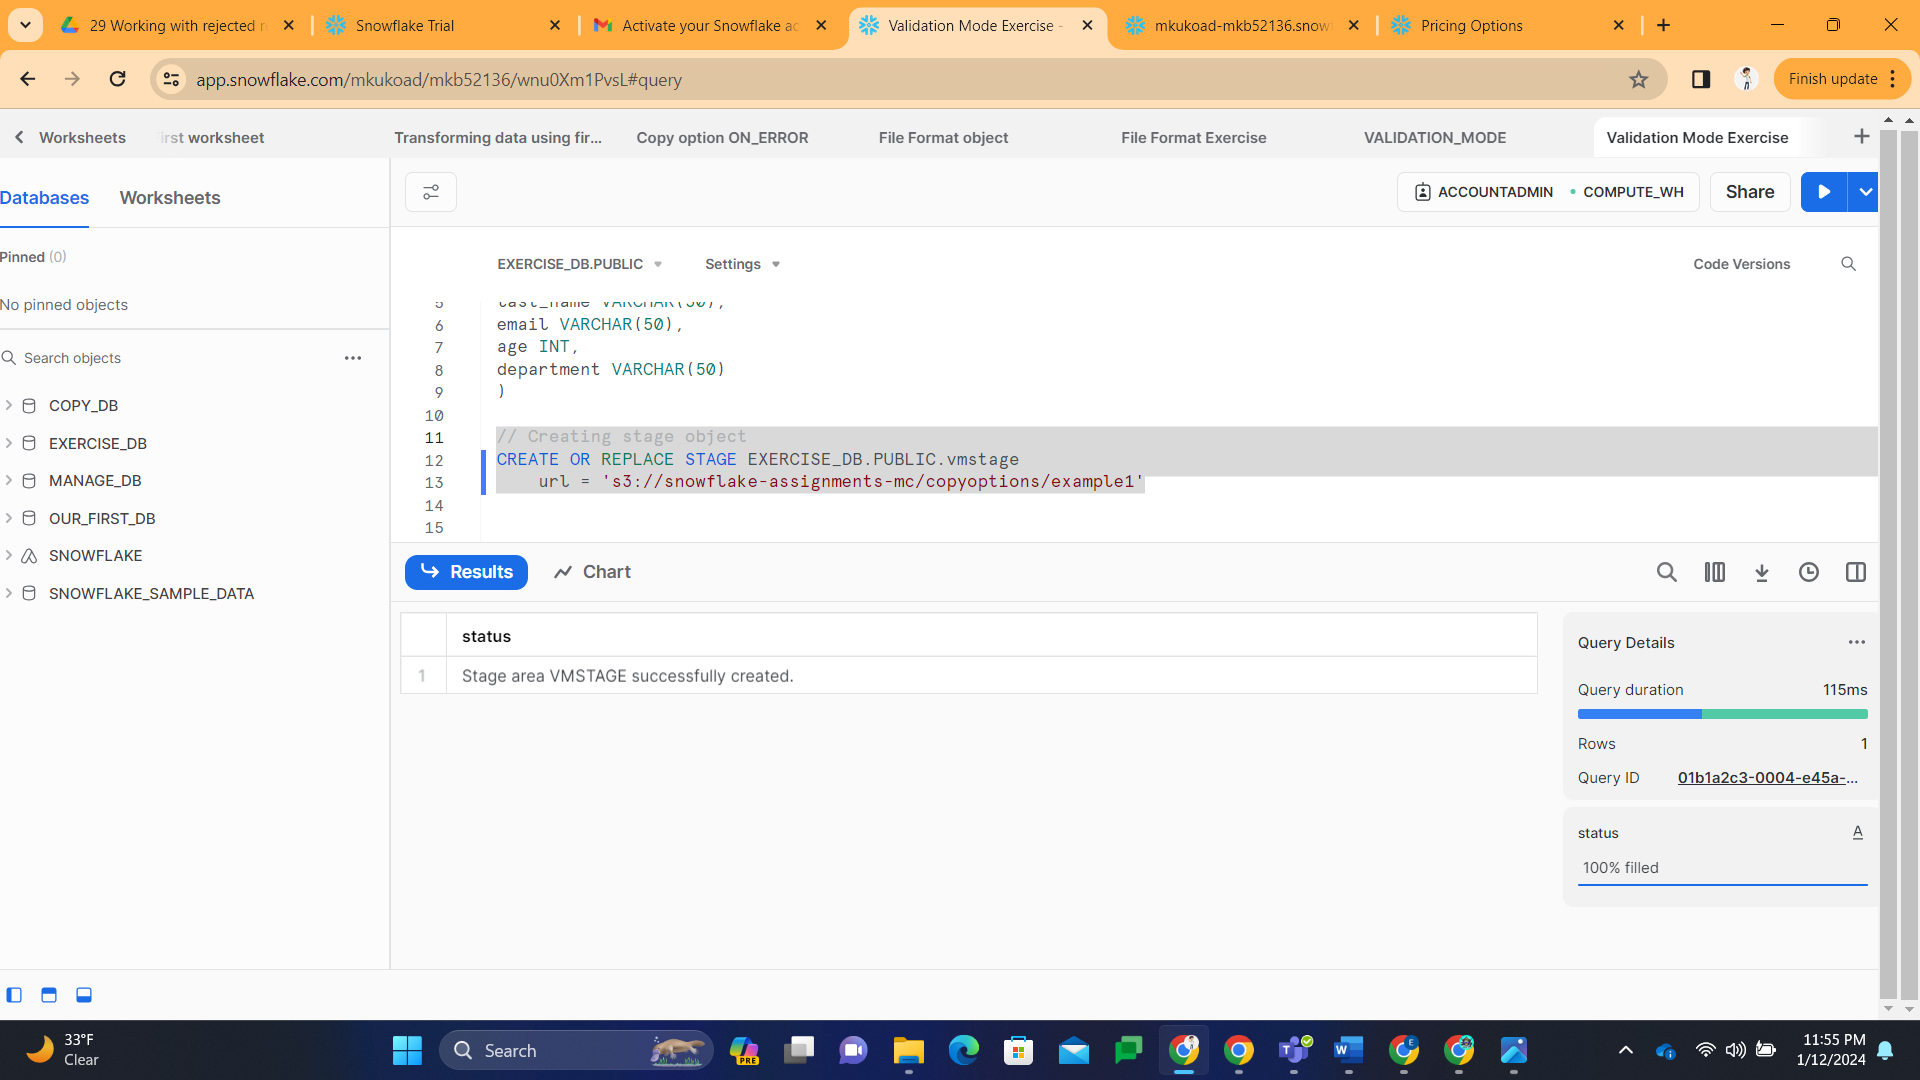 29 Working with rejected r
Snowflake Trial
Activate your Snowflake ac
Validation Mode Exercise -
mkukoad-mkb52136.snowf
Pricing Options
app.snowflake.com/mkukoad/mkb52136/wnu0Xm1PvsL#query
Finish update
Worksheets
irst worksheet
Transforming data using fir...
Copy option ON_ERROR
File Format object
File Format Exercise
VALIDATION_MODE
Validation Mode Exercise
Databases
Worksheets
ACCOUNTADMIN
COMPUTE_WH
Share
Pinned (0)
No pinned objects
Search objects
COPY_DB
EXERCISE_DB
MANAGE_DB
OUR_FIRST_DB
SNOWFLAKE
SNOWFLAKE_SAMPLE_DATA
EXERCISE_DB.PUBLIC
Settings
Code Versions
5 last_name VARCHAR(50),
6 email VARCHAR(50),
7 age INT,
8 department VARCHAR(50)
9 )
10
11 // Creating stage object
12 CREATE OR REPLACE STAGE EXERCISE_DB.PUBLIC.vmstage
13 url = 's3://snowflake-assignments-mc/copyoptions/example1'
14
15
Results
Chart
status
1 Stage area VMSTAGE successfully created.
Query Details
Query duration 115ms
Rows 1
Query ID 01b1a2c3-0004-e45a-...
status A
100% filled
33°F
Clear
Search
PRE
11:55 PM
1/12/2024